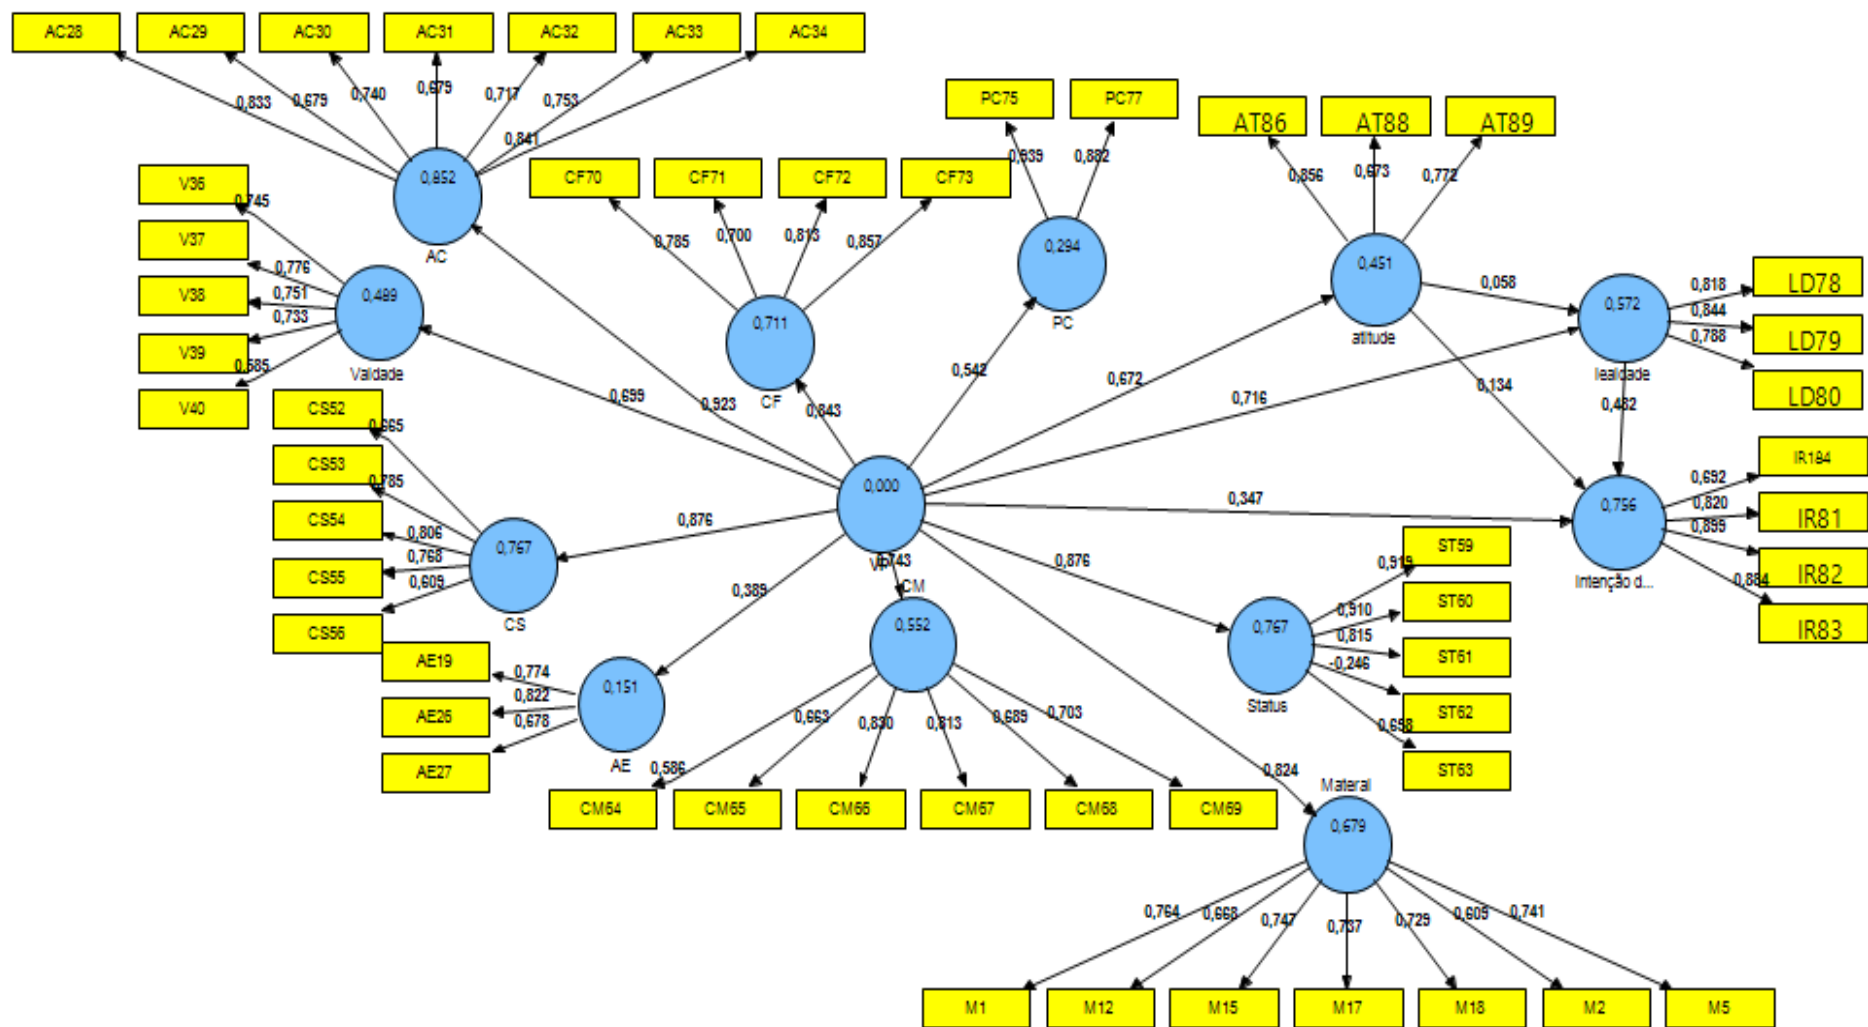 AC28 AC29 AC30 AC31 AC32 AC33 AC34
0,833 0,679 0,740 0,679 0,717 0,753 0,841
0,852
AC
PC75 PC77
0,939 0,882
0,294
PC
AT86 AT88 AT89
0,856 0,673 0,772
0,451
atitude
V36
V37
V38
V39
V40
0,745
0,776
0,751
0,733
0,585
0,489
Valdade
CF70 CF71 CF72 CF73
0,785 0,700 0,813 0,857
0,711
CF
0,058
0,572
lealdade
0,818
0,844
0,788
LD78
LD79
LD80
0,699
0,923
0,843
0,542
0,672
0,716
0,134
0,482
CS52
CS53
CS54
CS55
CS56
0,665
0,785
0,806
0,768
0,609
0,767
CS
0,876
0,000
VP
0,347
0,756
Intenção d...
0,692
0,820
0,899
0,884
IR184
IR81
IR82
IR83
0,389
0,743
0,876
0,824
AE19
AE26
AE27
0,774
0,822
0,678
0,151
AE
CM
0,552
0,586 0,663 0,830 0,813 0,689 0,703
CM64 CM65 CM66 CM67 CM68 CM69
0,767
Status
0,919
0,910
0,815
-0,246
0,658
ST59
ST60
ST61
ST62
ST63
Materal
0,679
0,764 0,668 0,747 0,737 0,729 0,609 0,741
M1 M12 M15 M17 M18 M2 M5